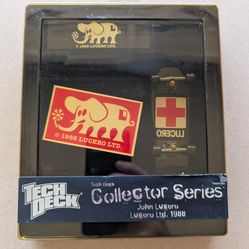 © 1988 LUCERO LTD.
© 1988 LUCERO LTD.
LUCERO
TECH DECK
Tech Deck
Collector Series
John Lucero
Lucero Ltd. 1988